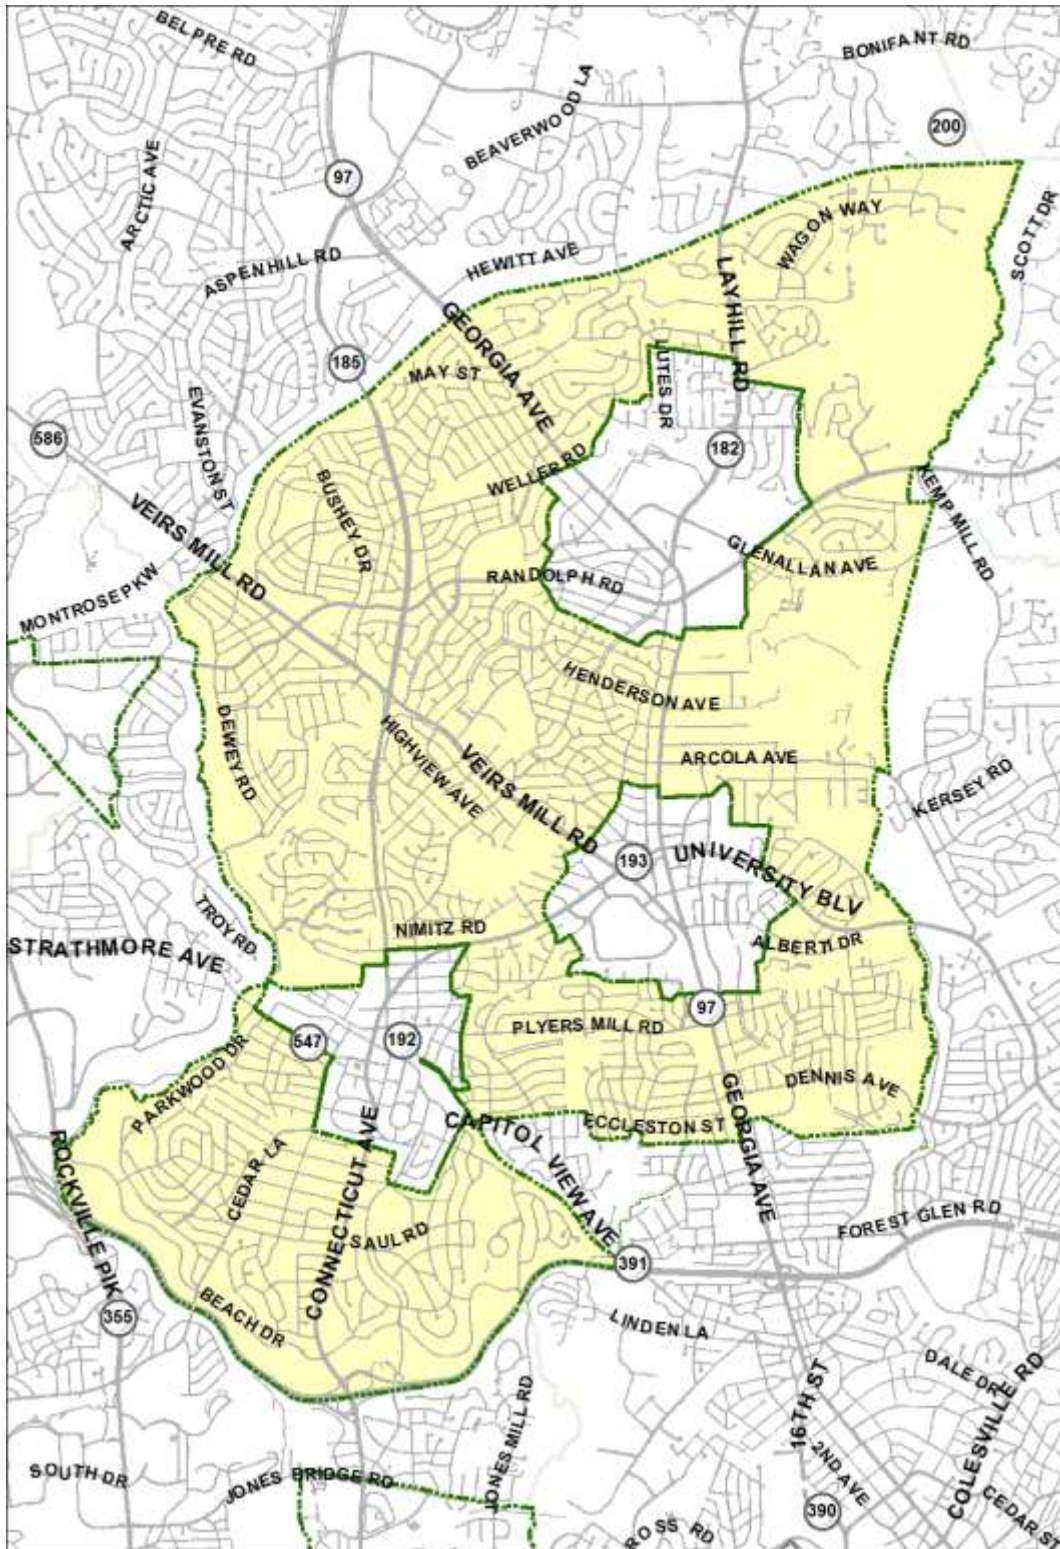 BELPRE RD
BONIFANT RD
BEAVERWOOD LA
200
ARCTIC AVE
97
WAGON WAY
SCOTT DR
ASPENHILL RD
HEWITT AVE
LAYHILL RD
GEORGIA AVE
185
MAY ST
LUTES DR
EVANSTON ST
586
182
WELLER RD
BUSHEY DR
KEMP MILL RD
VEIRS MILL RD
GLENALLAN AVE
RANDOLPH RD
MONTROSE PKW
HENDERSON AVE
DEWEY RD
HIGHVIEW AVE
VEIRS MILL RD
ARCOLA AVE
KERSEY RD
193
UNIVERSITY BLV
TROY RD
NIMITZ RD
STRATHMORE AVE
ALBERTI DR
97
PLYERS MILL RD
547
192
PARKWOOD DR
DENNIS AVE
GEORGIA AVE
ECCLESTON ST
CAPITOL VIEW AVE
ROCKVILLE PIK
CEDAR LA
CONNECTICUT AVE
SAUL RD
FOREST GLEN RD
391
BEACH DR
355
LINDEN LA
DALE DR
16TH ST
COLESVILLE RD
JONES MILL RD
SOUTH DR
JONES BRIDGE RD
2ND AVE
CEDAR ST
390
ROSS RD